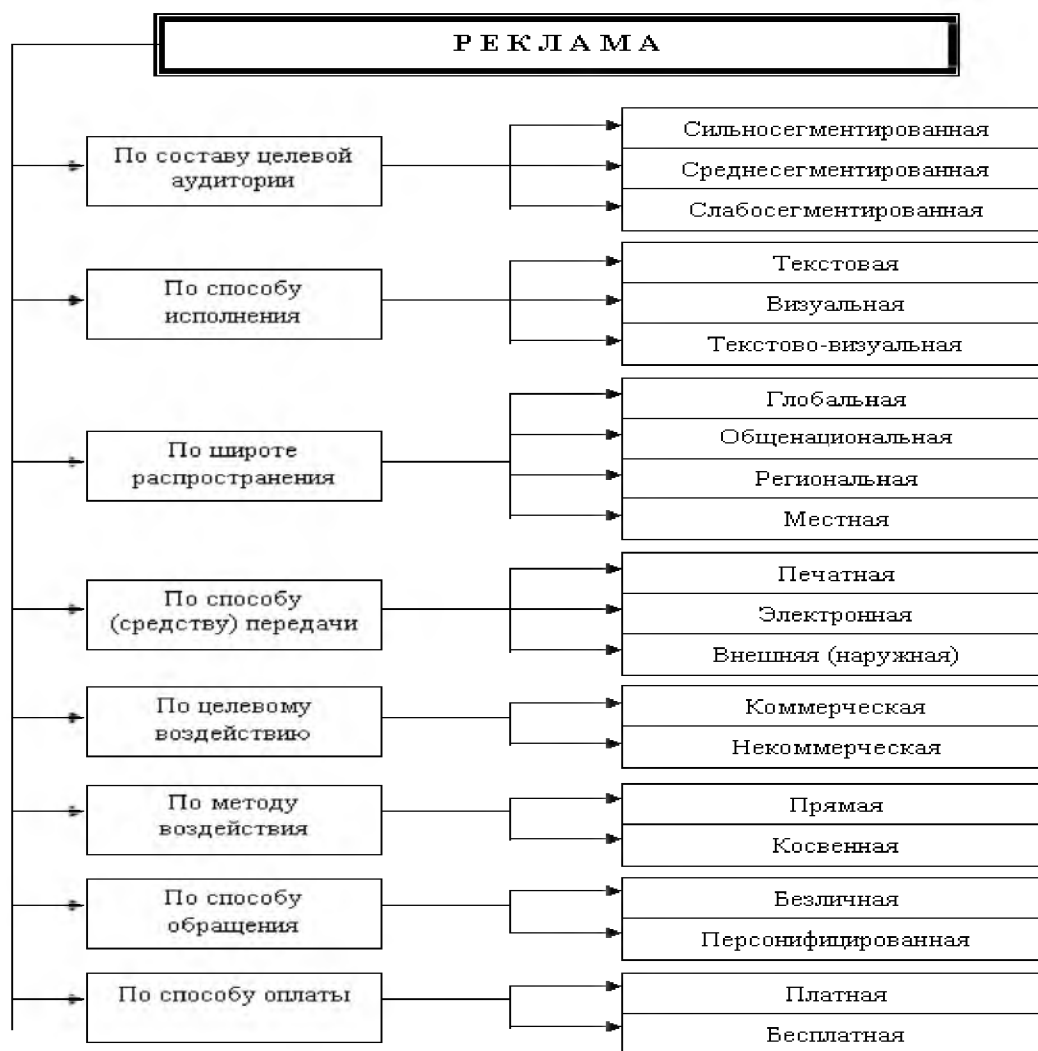 РЕКЛАМА
По составу целевой
аудитории
Сильносегментированная
Среднесегментированная
Слабосегментированная
По способу
исполнения
Текстовая
Визуальная
Текстово-визуальная
По широте
распространения
Глобальная
Общенациональная
Региональная
Местная
По способу
(средству) передачи
Печатная
Электронная
Внешняя (наружная)
По целевому
воздействию
Коммерческая
Некоммерческая
По методу
воздействия
Прямая
Косвенная
По способу
обращения
Безличная
Персонифицированная
По способу оплаты
Платная
Бесплатная